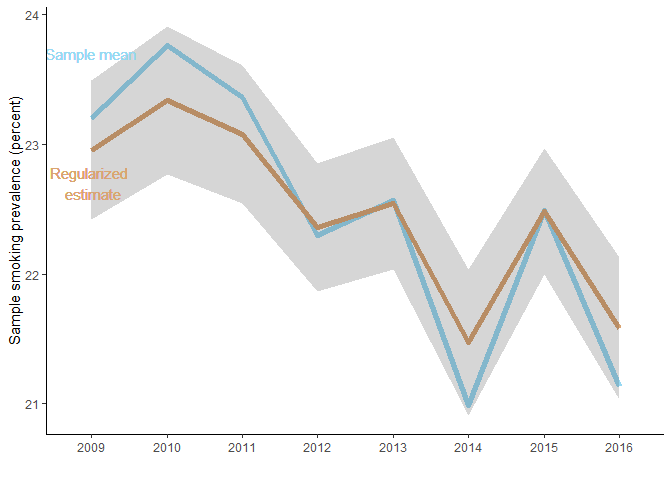 24
23
22
21
Sample smoking prevalence (percent)
Sample mean
Regularized
estimate
2009 2010 2011 2012 2013 2014 2015 2016